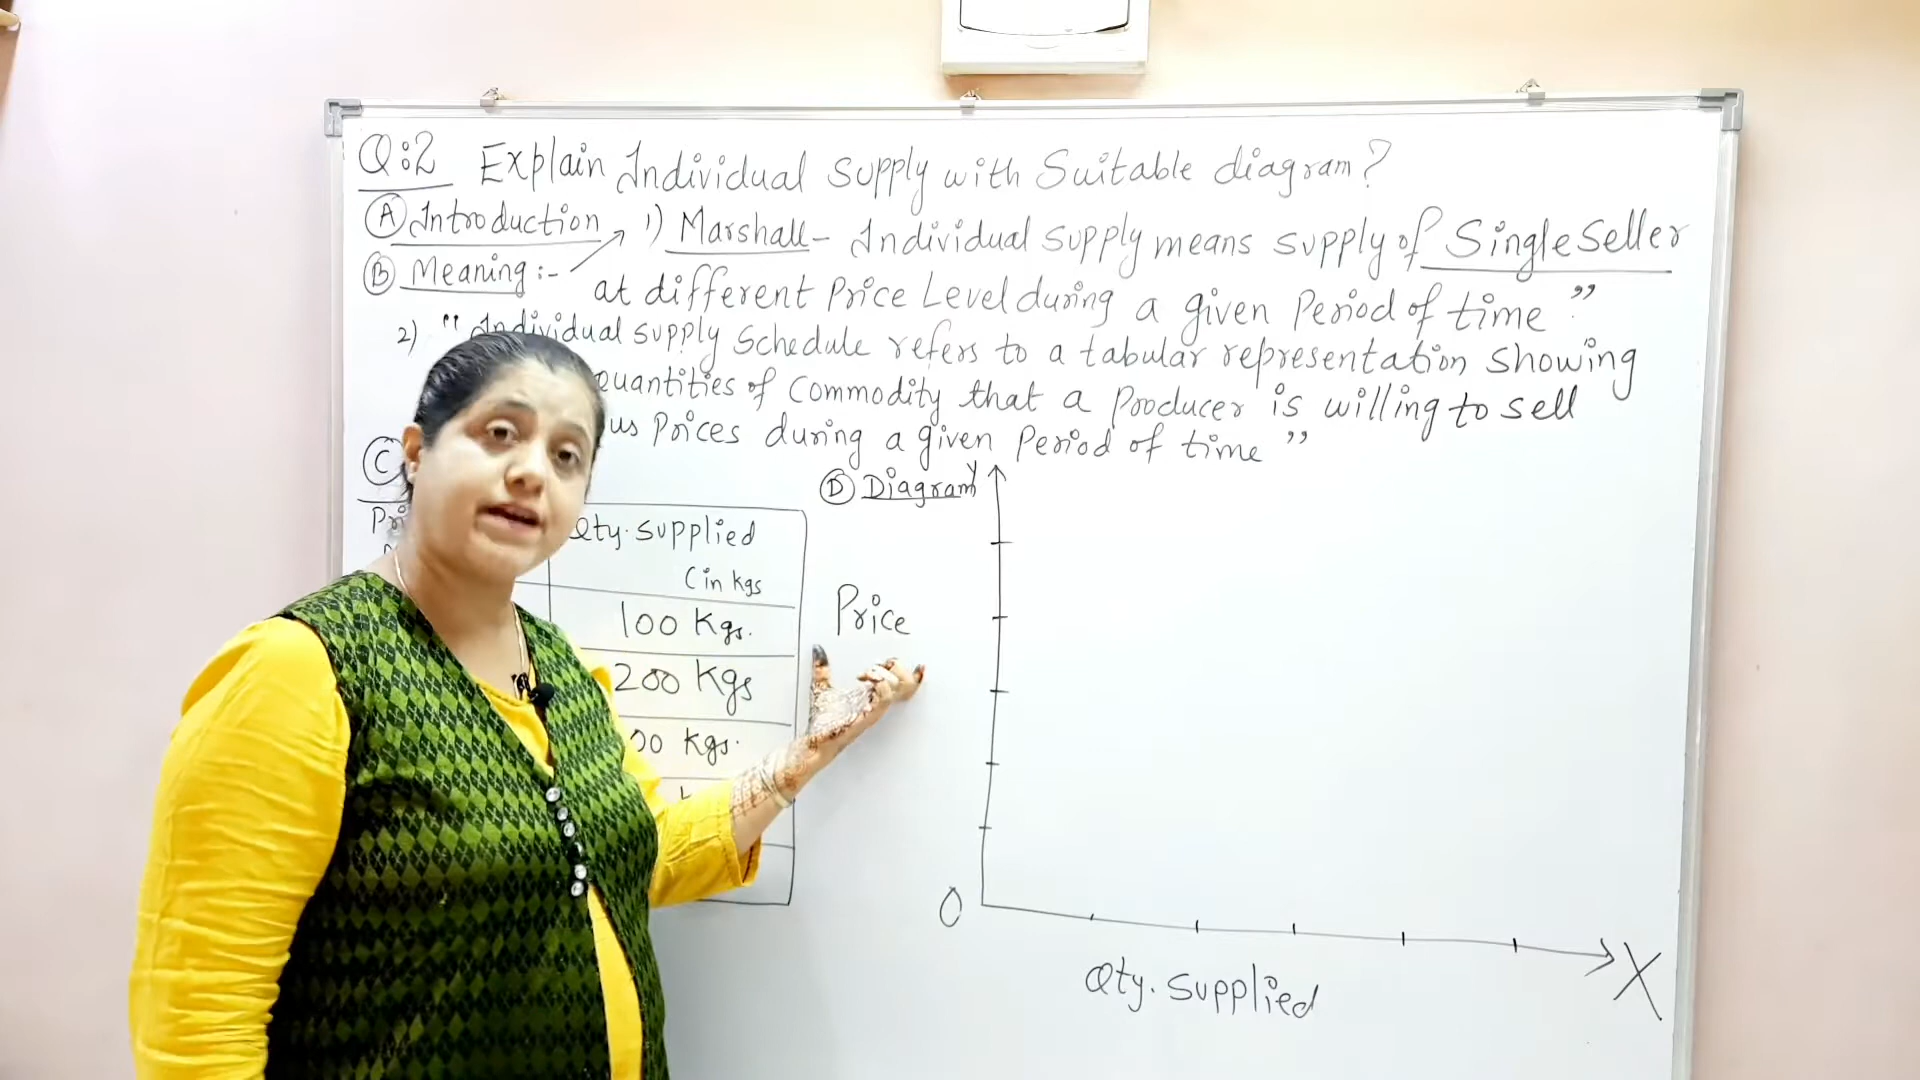 Q:2 Explain Individual supply with Suitable diagram?
(A) Introduction
1) Marshall - Individual supply means supply of Single Seller
(B) Meaning :-
at different Price Level during a given Period of time"
2) "Individual supply Schedule refers to a tabular representation showing
quantities of Commodity that a Producer is willing to sell
us Prices during a given Period of time"
(C)
(D) Diagram Y
Pri
Qty. Supplied
(in kgs
100 Kgs.
200 Kgs
00 kgs.
Price
O
X
Qty. Supplied